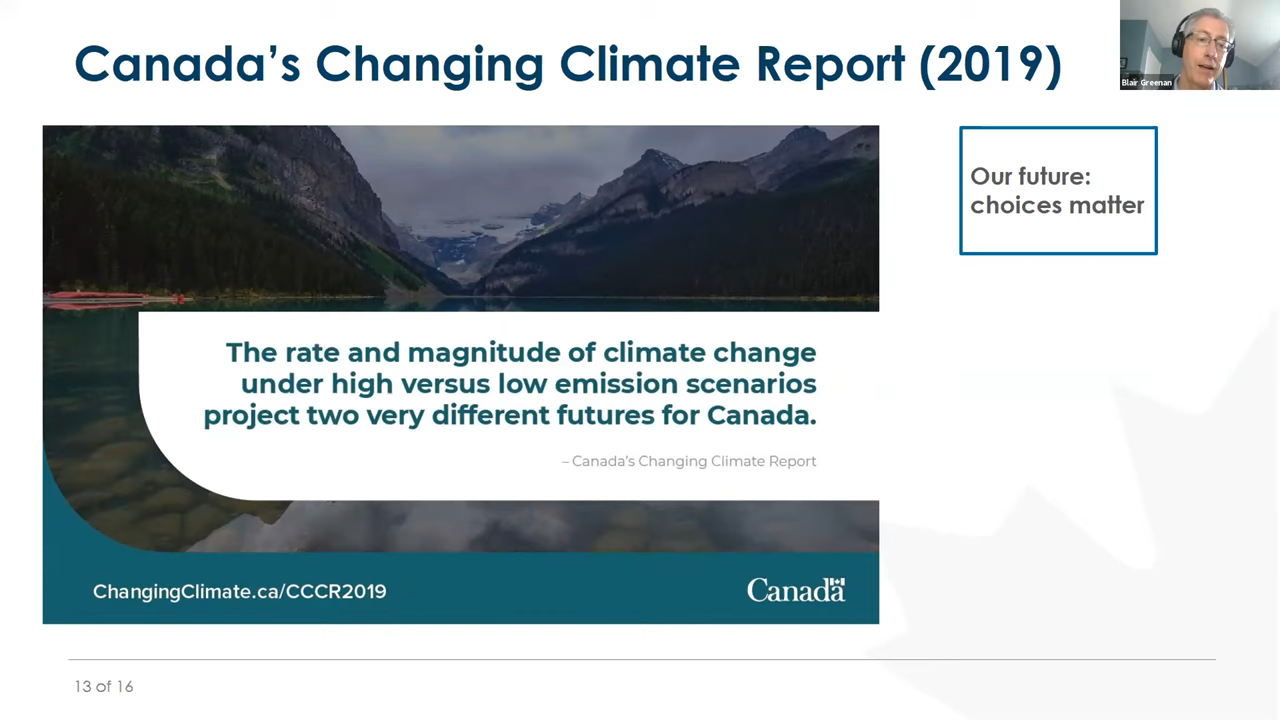 Canada’s Changing Climate Report (2019)
Blair Greenan
Our future:
choices matter
The rate and magnitude of climate change
under high versus low emission scenarios
project two very different futures for Canada.
– Canada’s Changing Climate Report
ChangingClimate.ca/CCCR2019
Canada
13 of 16